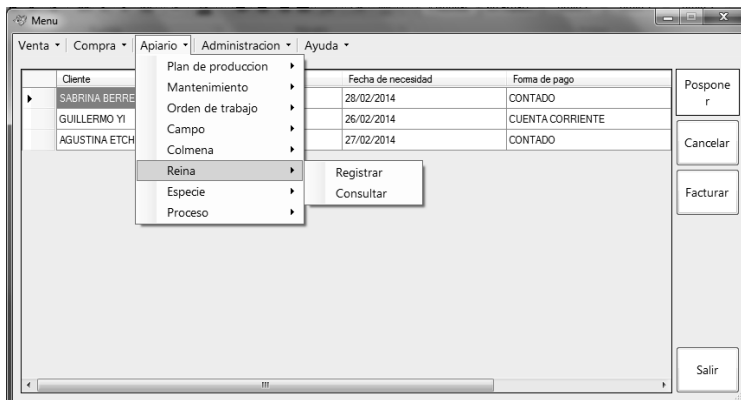 Menu
Venta Compra Apiario Administracion Ayuda
Plan de produccion
Mantenimiento
Orden de trabajo
Campo
Colmena
Reina
Especie
Proceso
Registrar
Consultar
Cliente Fecha de necesidad Forma de pago
SABRINA BERRE 28/02/2014 CONTADO
GUILLERMO YI 26/02/2014 CUENTA CORRIENTE
AGUSTINA ETCH 27/02/2014 CONTADO
Pospone
r
Cancelar
Facturar
Salir